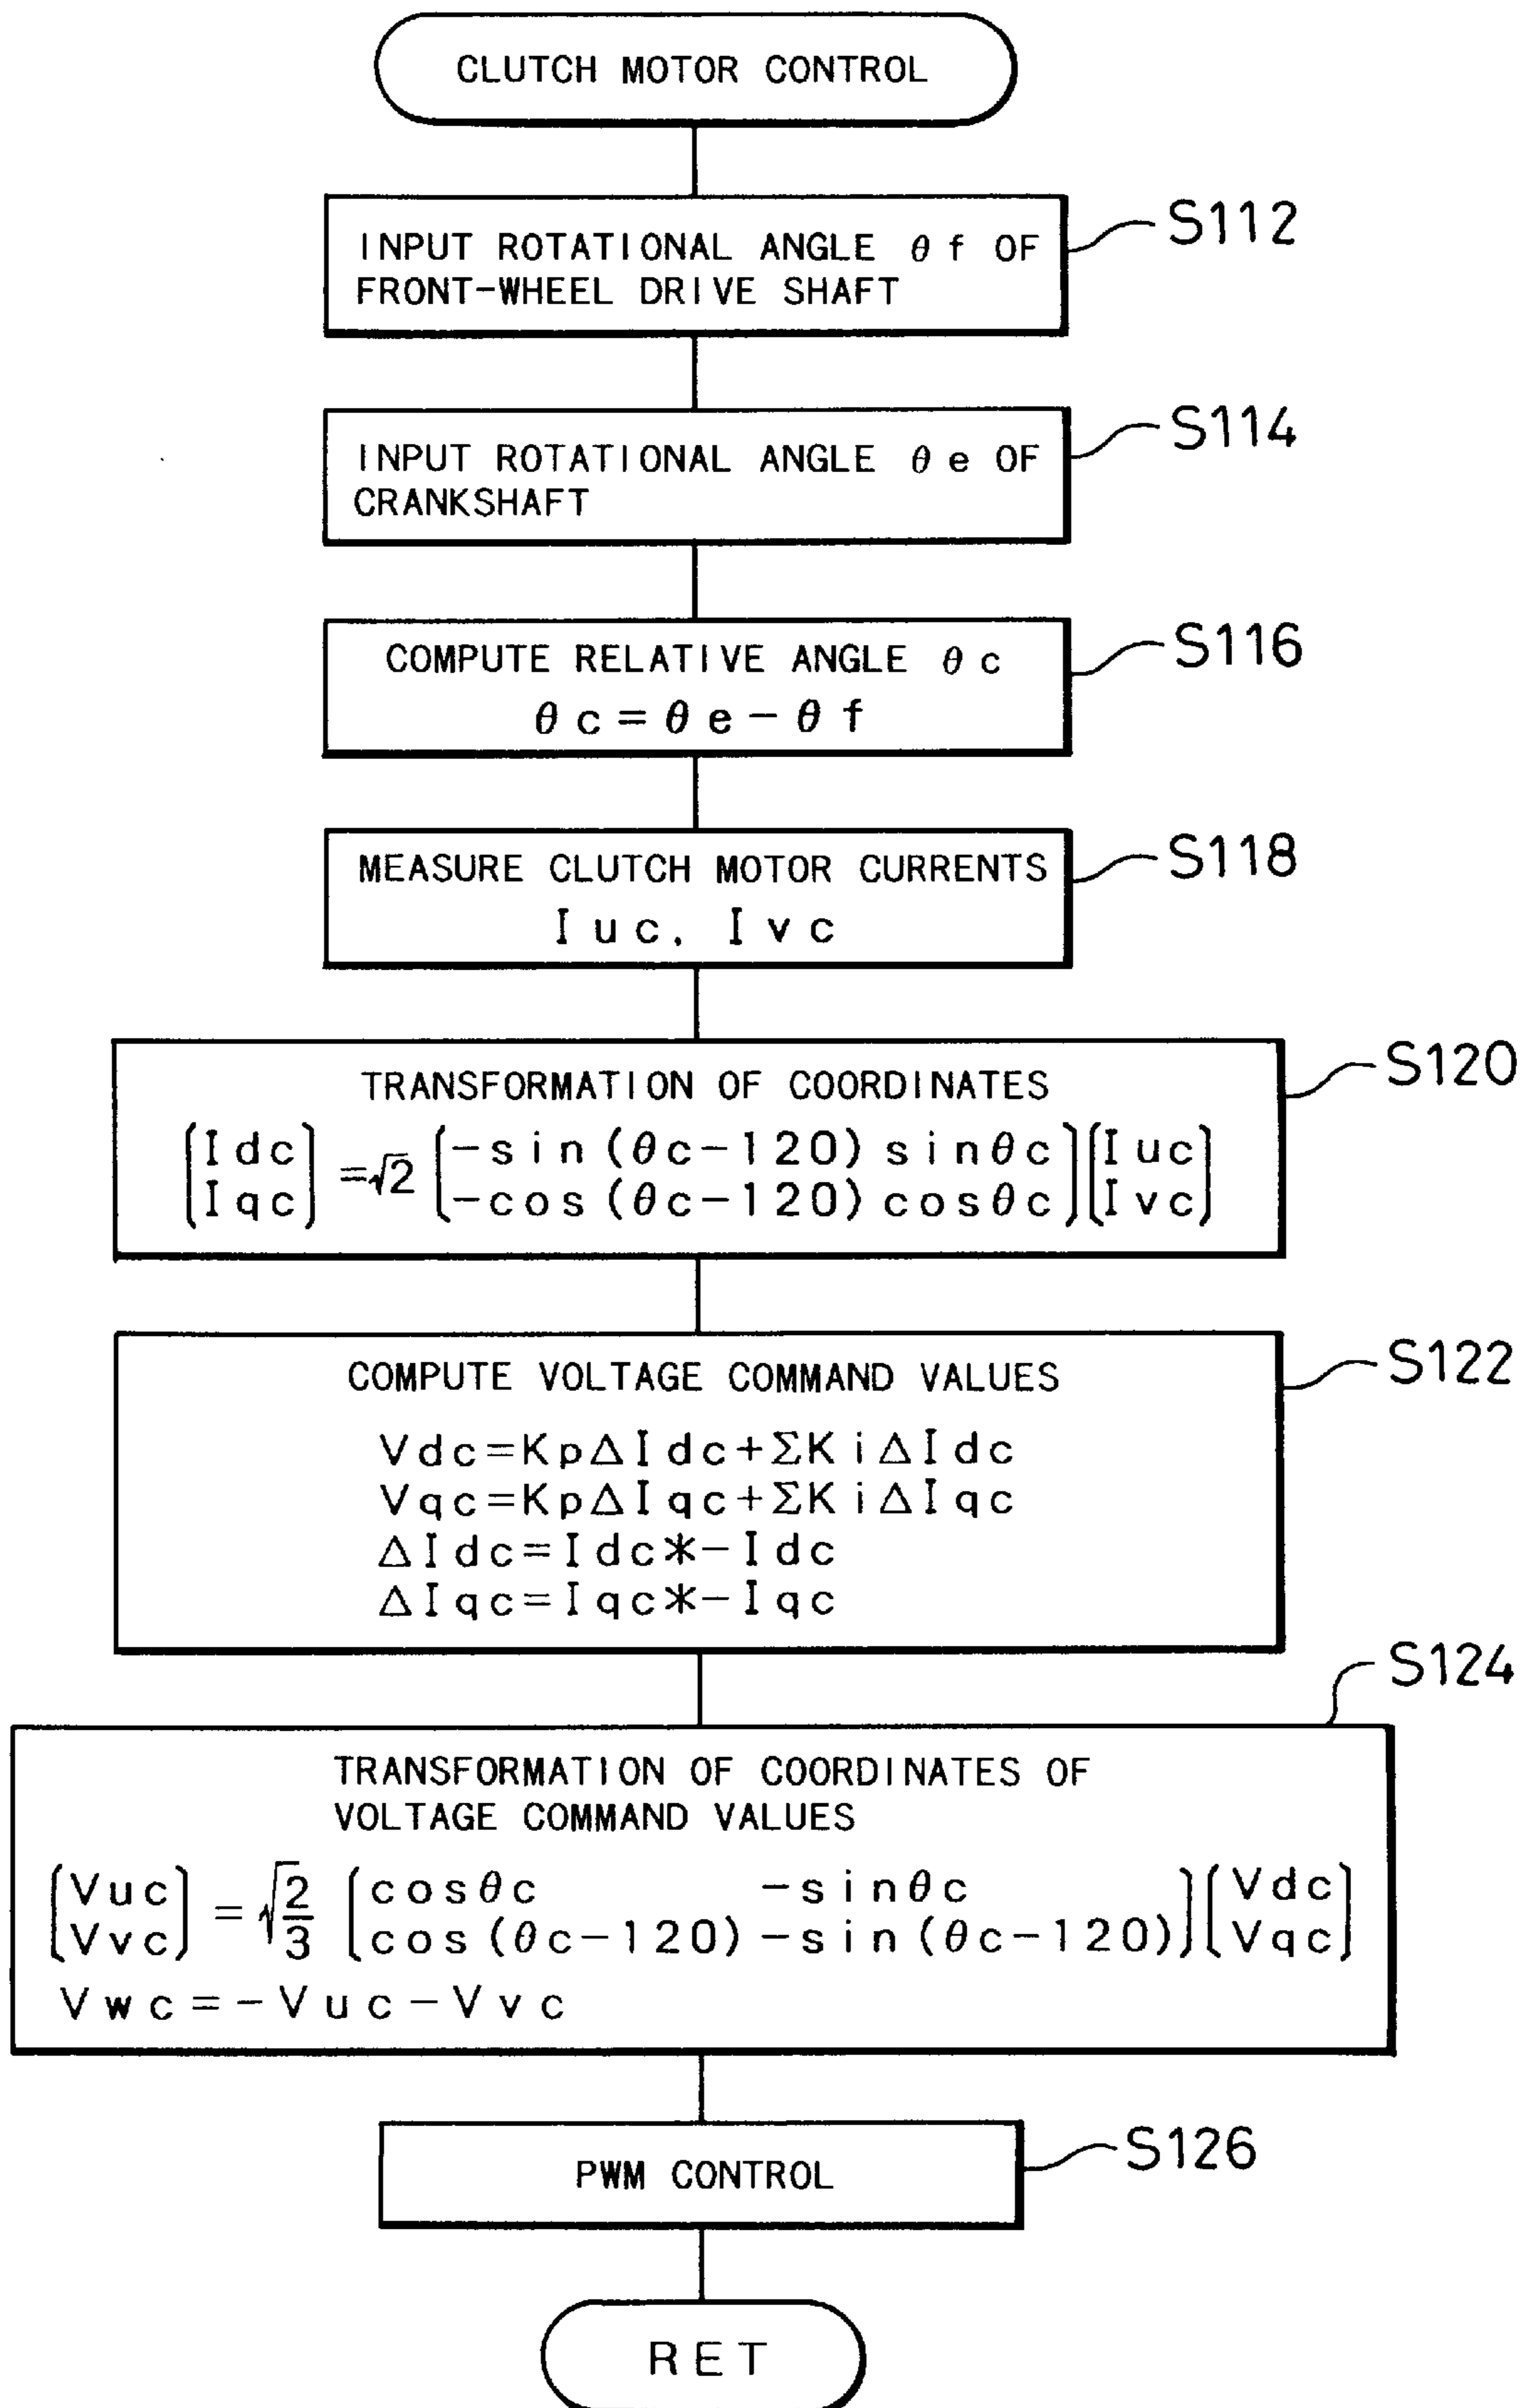 CLUTCH MOTOR CONTROL
S112
INPUT ROTATIONAL ANGLE θf OF
FRONT-WHEEL DRIVE SHAFT
S114
INPUT ROTATIONAL ANGLE θe OF
CRANKSHAFT
S116
COMPUTE RELATIVE ANGLE θc
θc=θe-θf
S118
MEASURE CLUTCH MOTOR CURRENTS
Iuc, Ivc
S120
TRANSFORMATION OF COORDINATES
[Idc Iqc] =√2 [-sin(θc-120) sinθc -cos(θc-120) cosθc][Iuc Ivc]
S122
COMPUTE VOLTAGE COMMAND VALUES
Vdc=KpΔIdc+ΣKiΔIdc
Vqc=KpΔIqc+ΣKiΔIqc
ΔIdc=Idc*-Idc
ΔIqc=Iqc*-Iqc
S124
TRANSFORMATION OF COORDINATES OF
VOLTAGE COMMAND VALUES
[Vuc Vvc] = √2/3 [cosθc -sinθc cos(θc-120) -sin(θc-120)][Vdc Vqc]
Vwc=-Vuc-Vvc
S126
PWM CONTROL
RET